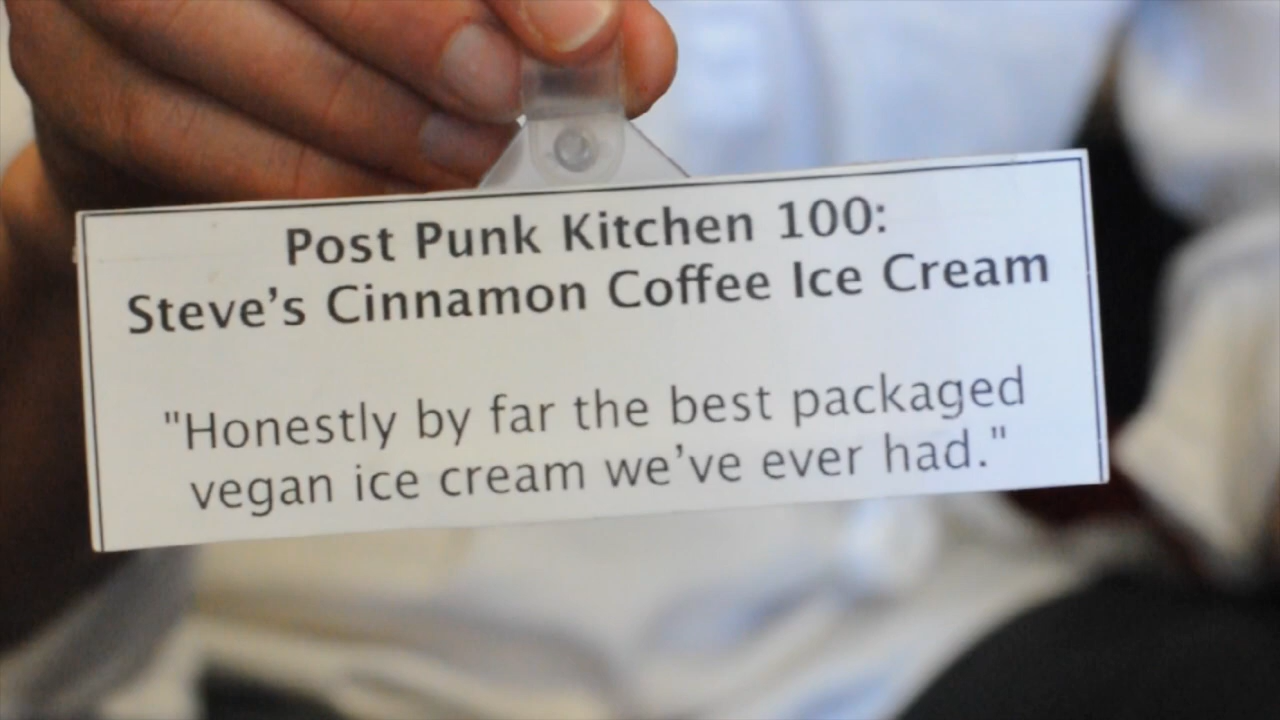 Post Punk Kitchen 100:
Steve’s Cinnamon Coffee Ice Cream
"Honestly by far the best packaged
vegan ice cream we’ve ever had."